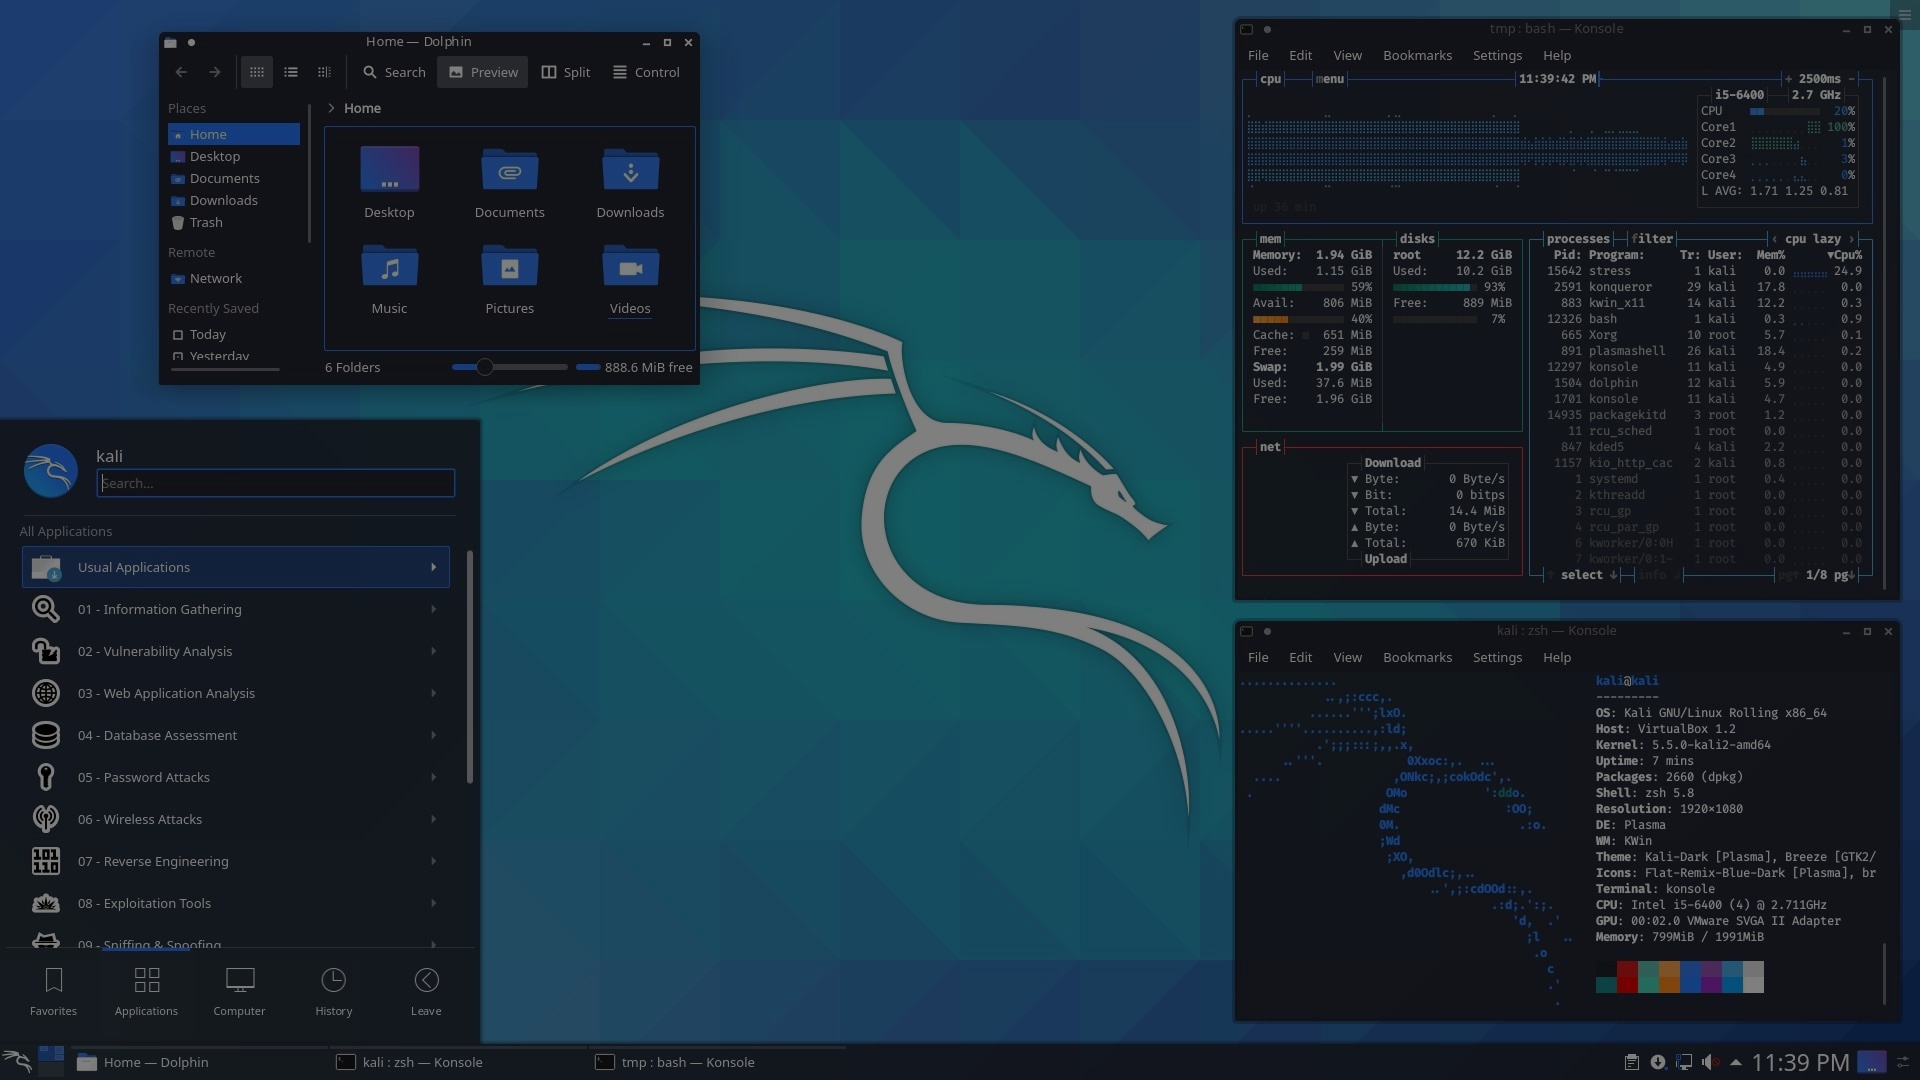 Home — Dolphin
Search
Preview
Split
Control
Places
Home
Desktop
Documents
Downloads
Trash
Remote
Network
Recently Saved
Today
Yesterday
Home
Desktop
Documents
Downloads
Music
Pictures
Videos
6 Folders
888.6 MiB free
kali
Search...
All Applications
Usual Applications
01 - Information Gathering
02 - Vulnerability Analysis
03 - Web Application Analysis
04 - Database Assessment
05 - Password Attacks
06 - Wireless Attacks
07 - Reverse Engineering
08 - Exploitation Tools
09 - Sniffing & Spoofing
Favorites
Applications
Computer
History
Leave
tmp : bash — Konsole
File Edit View Bookmarks Settings Help
cpu menu 11:39:42 PM + 2500ms -
i5-6400 2.7 GHz
CPU 20%
Core1 100%
Core2 1%
Core3 3%
Core4 0%
L AVG: 1.71 1.25 0.81
up 36 min
mem
Memory: 1.94 GiB
Used: 1.15 GiB
59%
Avail: 806 MiB
40%
Cache: 651 MiB
Free: 259 MiB
Swap: 1.99 GiB
Used: 37.6 MiB
Free: 1.96 GiB
disks
root 12.2 GiB
Used: 10.2 GiB
93%
Free: 889 MiB
7%
net
Download
▼ Byte: 0 Byte/s
▼ Bit: 0 bitps
▼ Total: 14.4 MiB
▲ Byte: 0 Byte/s
▲ Total: 670 KiB
Upload
processes filter ‹ cpu lazy ›
Pid: Program: Tr: User: Mem% ▼Cpu%
15642 stress 1 kali 0.0 24.9
2591 konqueror 29 kali 17.8 0.0
883 kwin_x11 14 kali 12.2 0.3
12326 bash 1 kali 0.3 0.9
665 Xorg 10 root 5.7 0.1
891 plasmashell 26 kali 18.4 0.2
12297 konsole 11 kali 4.9 0.0
1504 dolphin 12 kali 5.9 0.0
1701 konsole 11 kali 4.7 0.0
14935 packagekitd 3 root 1.2 0.0
11 rcu_sched 1 root 0.0 0.0
847 kded5 4 kali 2.2 0.0
1157 kio_http_cac 2 kali 0.8 0.0
1 systemd 1 root 0.4 0.0
2 kthreadd 1 root 0.0 0.0
3 rcu_gp 1 root 0.0 0.0
4 rcu_par_gp 1 root 0.0 0.0
6 kworker/0:0H 1 root 0.0 0.0
7 kworker/0:1- 1 root 0.0 0.0
↑ select ↓ info pg↑ 1/8 pg↓
kali : zsh — Konsole
File Edit View Bookmarks Settings Help
kali@kali
---------
OS: Kali GNU/Linux Rolling x86_64
Host: VirtualBox 1.2
Kernel: 5.5.0-kali2-amd64
Uptime: 7 mins
Packages: 2660 (dpkg)
Shell: zsh 5.8
Resolution: 1920×1080
DE: Plasma
WM: KWin
Theme: Kali-Dark [Plasma], Breeze [GTK2/
Icons: Flat-Remix-Blue-Dark [Plasma], br
Terminal: konsole
CPU: Intel i5-6400 (4) @ 2.711GHz
GPU: 00:02.0 VMware SVGA II Adapter
Memory: 799MiB / 1991MiB
Home — Dolphin
kali : zsh — Konsole
tmp : bash — Konsole
11:39 PM